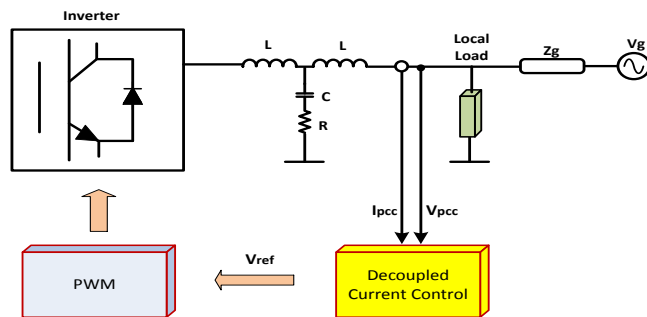 Inverter
L
L
Local
Load
Zg
Vg
C
R
Ipcc
Vpcc
Vref
PWM
Decoupled
Current Control